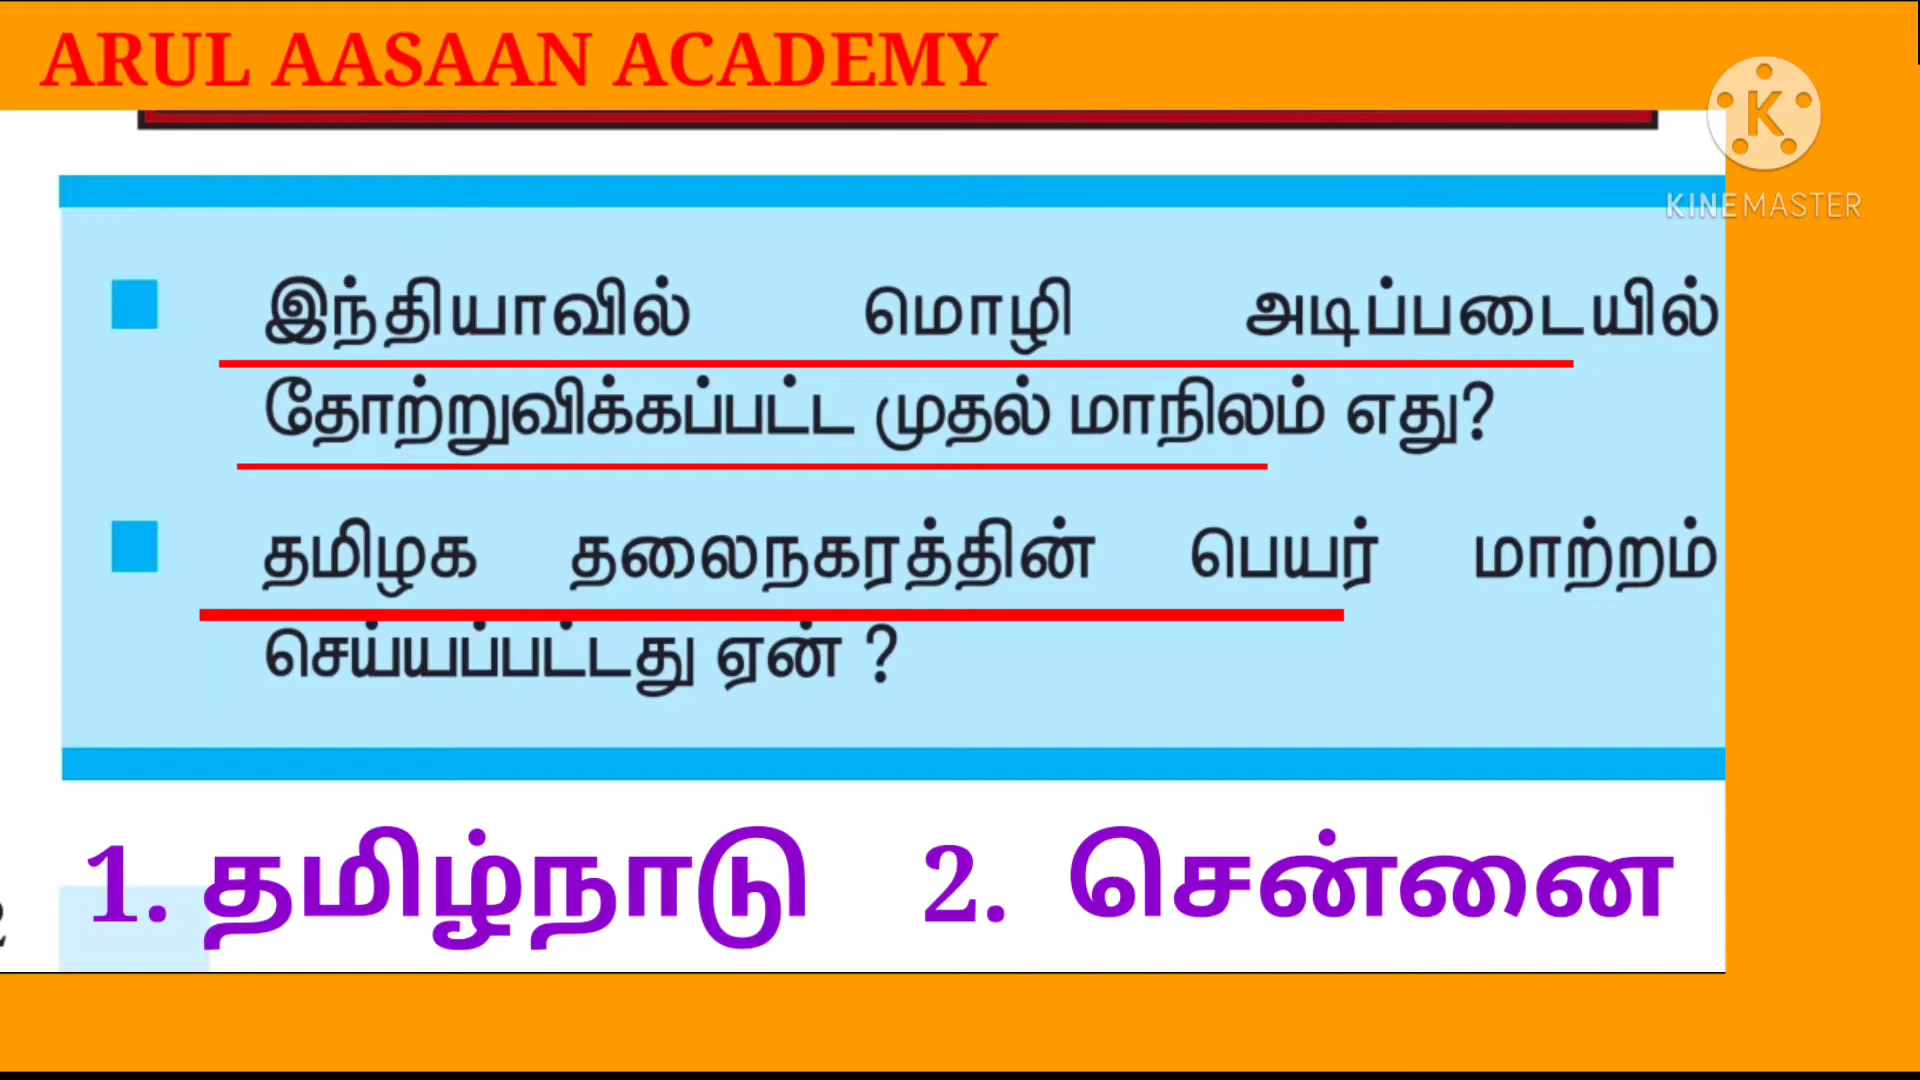 ARUL AASAAN ACADEMY
K
KINEMASTER
இந்தியாவில் மொழி அடிப்படையில்
தோற்றுவிக்கப்பட்ட முதல் மாநிலம் எது?
தமிழக தலைநகரத்தின் பெயர் மாற்றம்
செய்யப்பட்டது ஏன் ?
1. தமிழ்நாடு 2. சென்னை